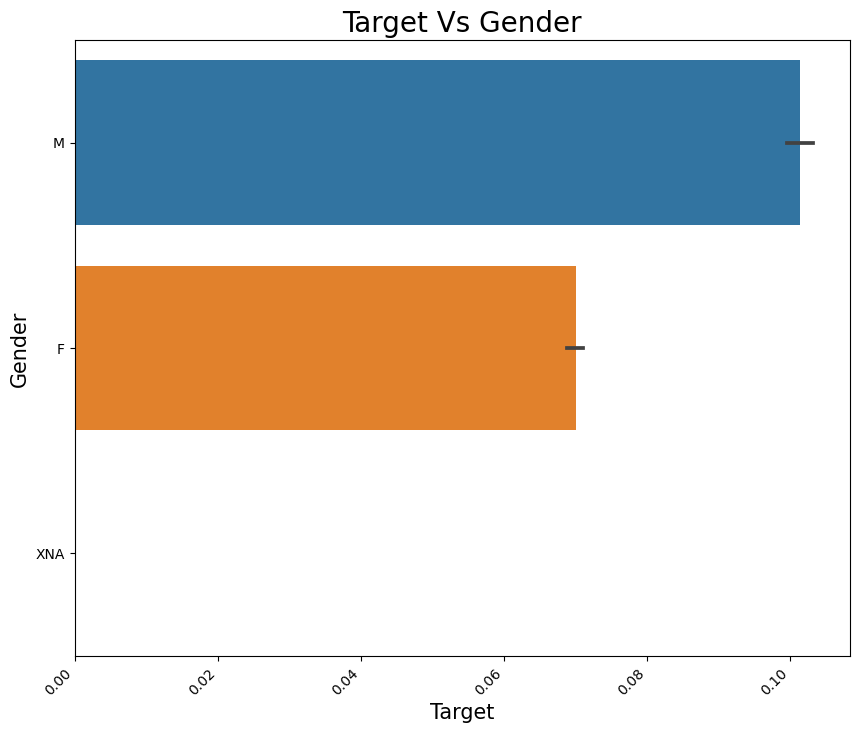 Target Vs Gender
M
F
XNA
Gender
0.00
0.02
0.04
0.06
0.08
0.10
Target